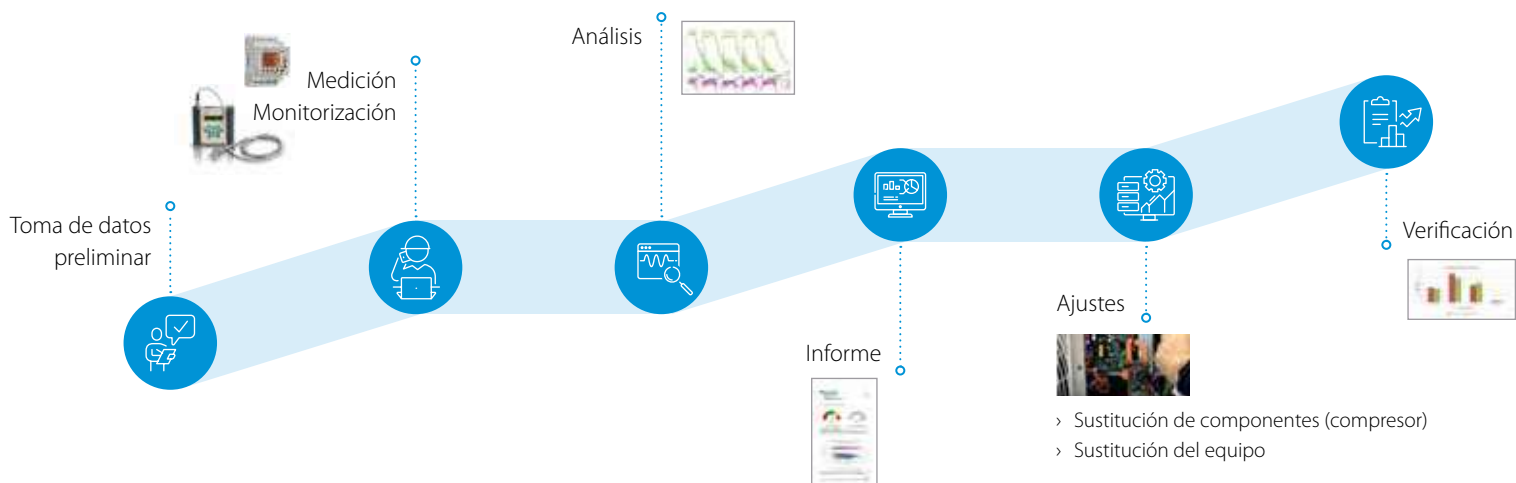 Toma de datos
preliminar
Medición
Monitorización
Análisis
Informe
Ajustes
› Sustitución de componentes (compresor)
› Sustitución del equipo
Verificación